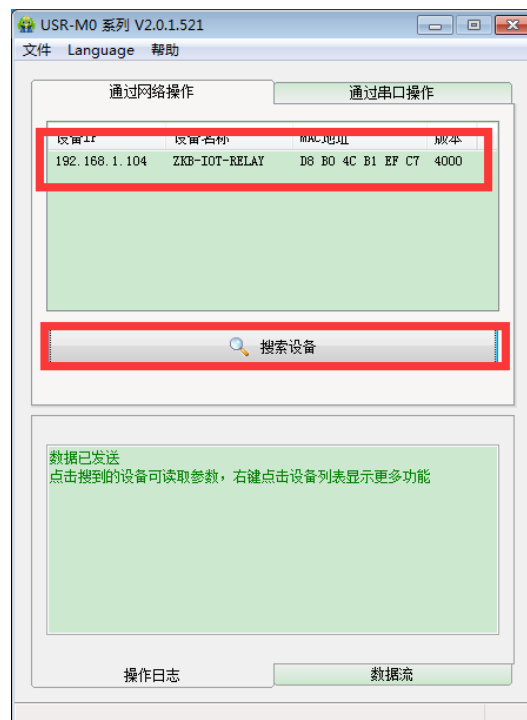 USR-M0 系列 V2.0.1.521
文件 Language 帮助
通过网络操作 通过串口操作
设备IP 设备名称 MAC地址 版本
192.168.1.104 ZKB-IOT-RELAY D8 B0 4C B1 EF C7 4000
搜索设备
数据已发送
点击搜到的设备可读取参数，右键点击设备列表显示更多功能
操作日志 数据流